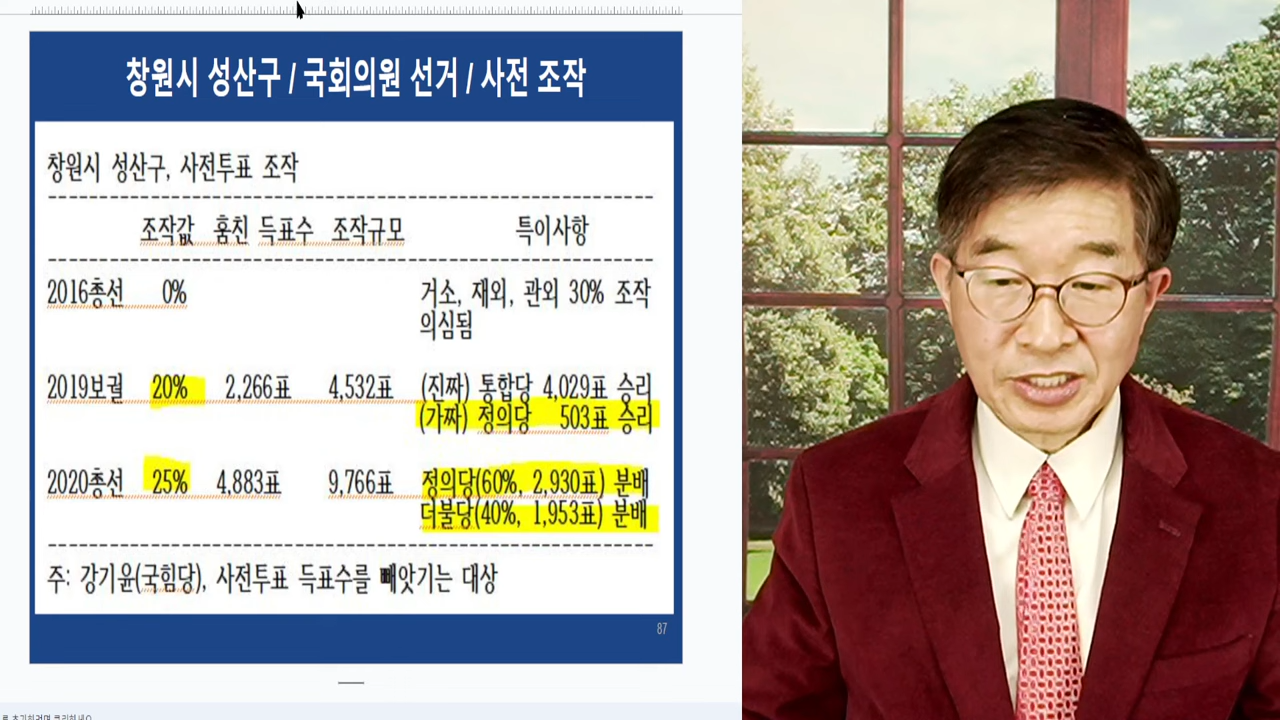 창원시 성산구 / 국회의원 선거 / 사전 조작
창원시 성산구, 사전투표 조작
조작값 훔친 득표수 조작규모 특이사항
2016총선 0% 거소, 재외, 관외 30% 조작
의심됨
2019보궐 20% 2,266표 4,532표 (진짜) 통합당 4,029표 승리
(가짜) 정의당 503표 승리
2020총선 25% 4,883표 9,766표 정의당(60%, 2,930표) 분배
더불당(40%, 1,953표) 분배
주: 강기윤(국힘당), 사전투표 득표수를 빼앗기는 대상
87